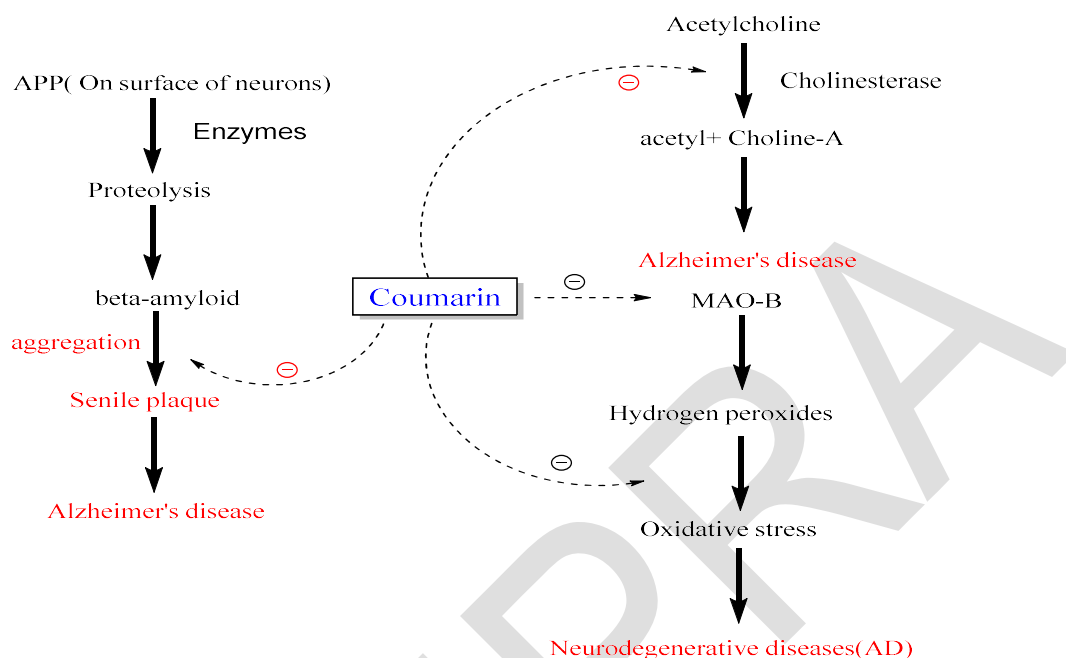 Acetylcholine
APP( On surface of neurons)
Cholinesterase
Enzymes
acetyl+ Choline-A
Proteolysis
Alzheimer's disease
beta-amyloid
Coumarin
MAO-B
aggregation
Senile plaque
Hydrogen peroxides
Alzheimer's disease
Oxidative stress
Neurodegenerative diseases(AD)